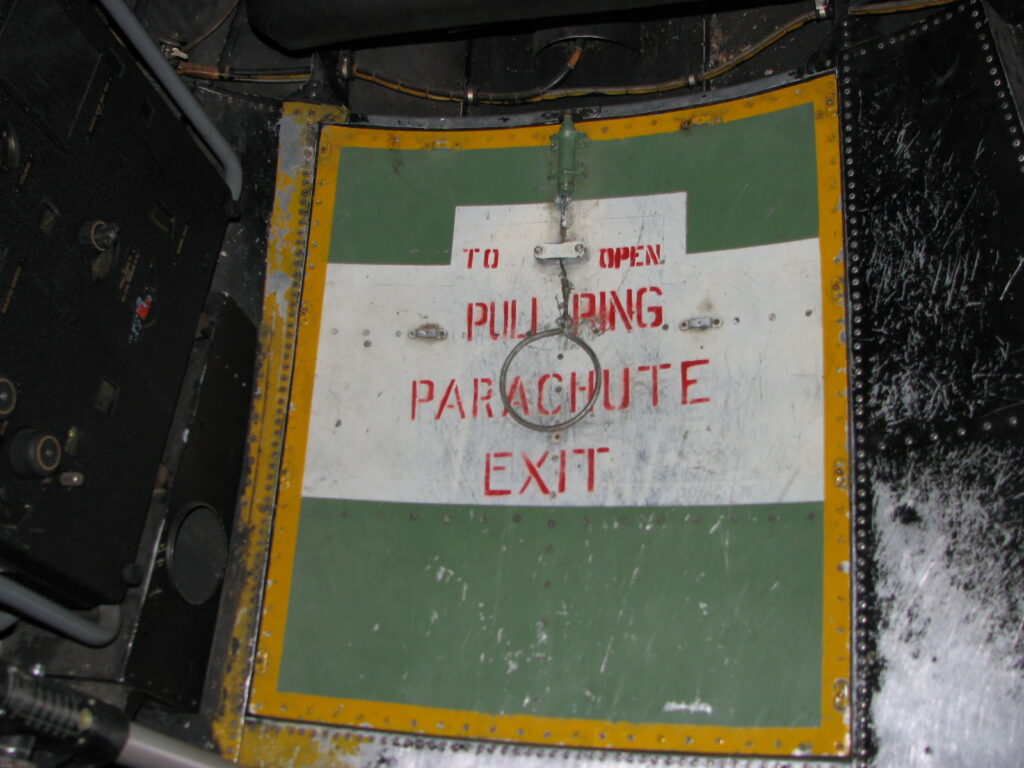 TO OPEN
PULL RING
PARACHUTE
EXIT